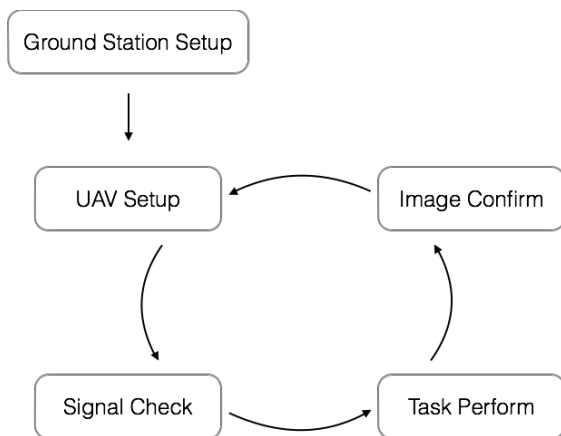 Ground Station Setup
UAV Setup
Image Confirm
Signal Check
Task Perform